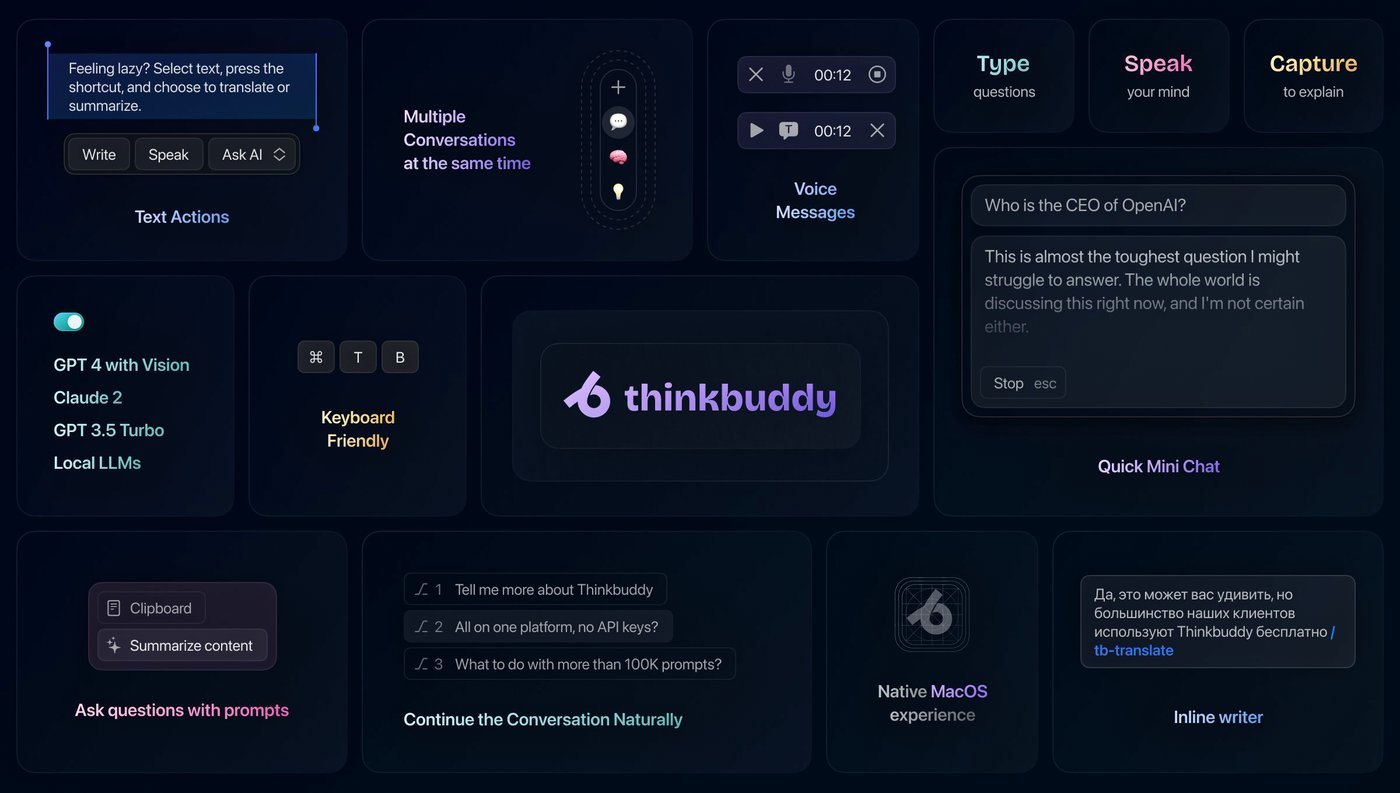 Feeling lazy? Select text, press the
shortcut, and choose to translate or
summarize.
Write
Speak
Ask AI
Text Actions
Multiple
Conversations
at the same time
00:12
T
00:12
Voice
Messages
Type
questions
Speak
your mind
Capture
to explain
Who is the CEO of OpenAI?
This is almost the toughest question I might
struggle to answer. The whole world is
discussing this right now, and I'm not certain
either.
Stop esc
Quick Mini Chat
GPT 4 with Vision
Claude 2
GPT 3.5 Turbo
Local LLMs
⌘ T B
Keyboard
Friendly
thinkbuddy
Clipboard
Summarize content
Ask questions with prompts
⌥ 1 Tell me more about Thinkbuddy
⌥ 2 All on one platform, no API keys?
⌥ 3 What to do with more than 100K prompts?
Continue the Conversation Naturally
Native MacOS
experience
Да, это может вас удивить, но
большинство наших клиентов
используют Thinkbuddy бесплатно /
tb-translate
Inline writer